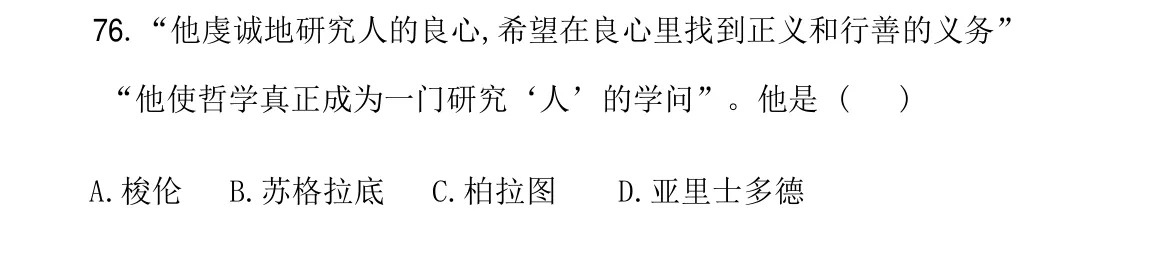 76. “他虔诚地研究人的良心,希望在良心里找到正义和行善的义务”
“他使哲学真正成为一门研究‘人’的学问”。他是（ ）
A.梭伦 B.苏格拉底 C.柏拉图 D.亚里士多德